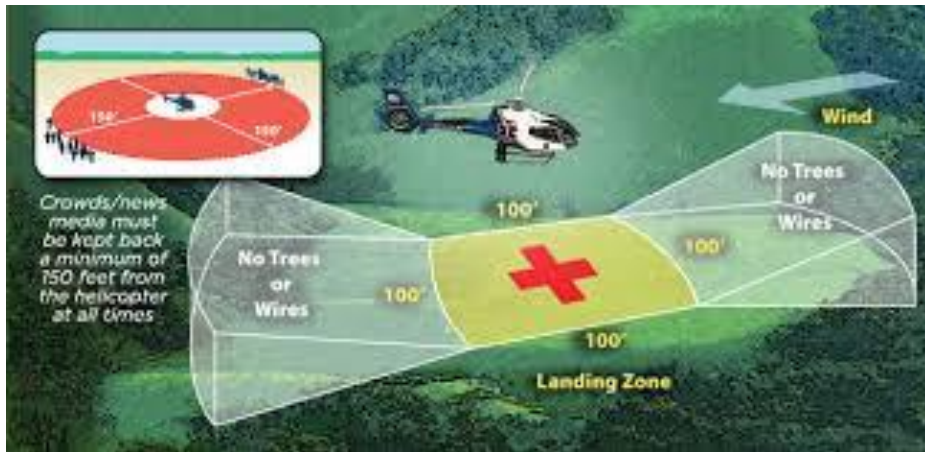 150'
100'
Crowds/news
media must
be kept back
a minimum of
150 feet from
the helicopter
at all times
Wind
No Trees
or
Wires
100'
100'
No Trees
or
Wires
100'
100'
Landing Zone